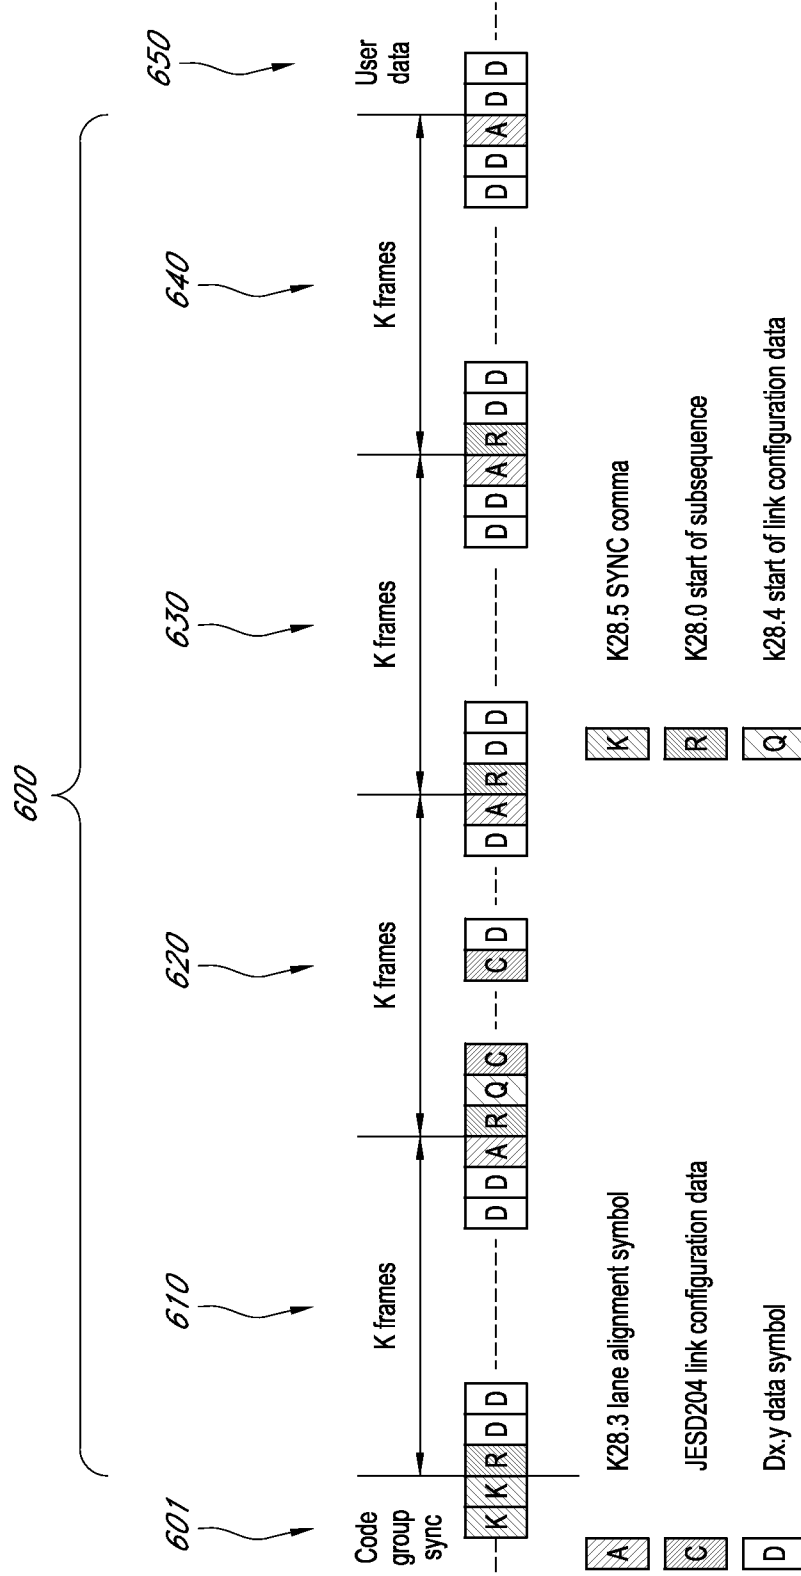 600
601
610
620
630
640
650
Code
group
sync
K frames
K frames
K frames
K frames
User
data
K K R D D
D D A R Q C
C D
D A R D D
D D A R D D
D D A D D
A K28.3 lane alignment symbol
C JESD204 link configuration data
D Dx.y data symbol
K K28.5 SYNC comma
R K28.0 start of subsequence
Q k28.4 start of link configuration data